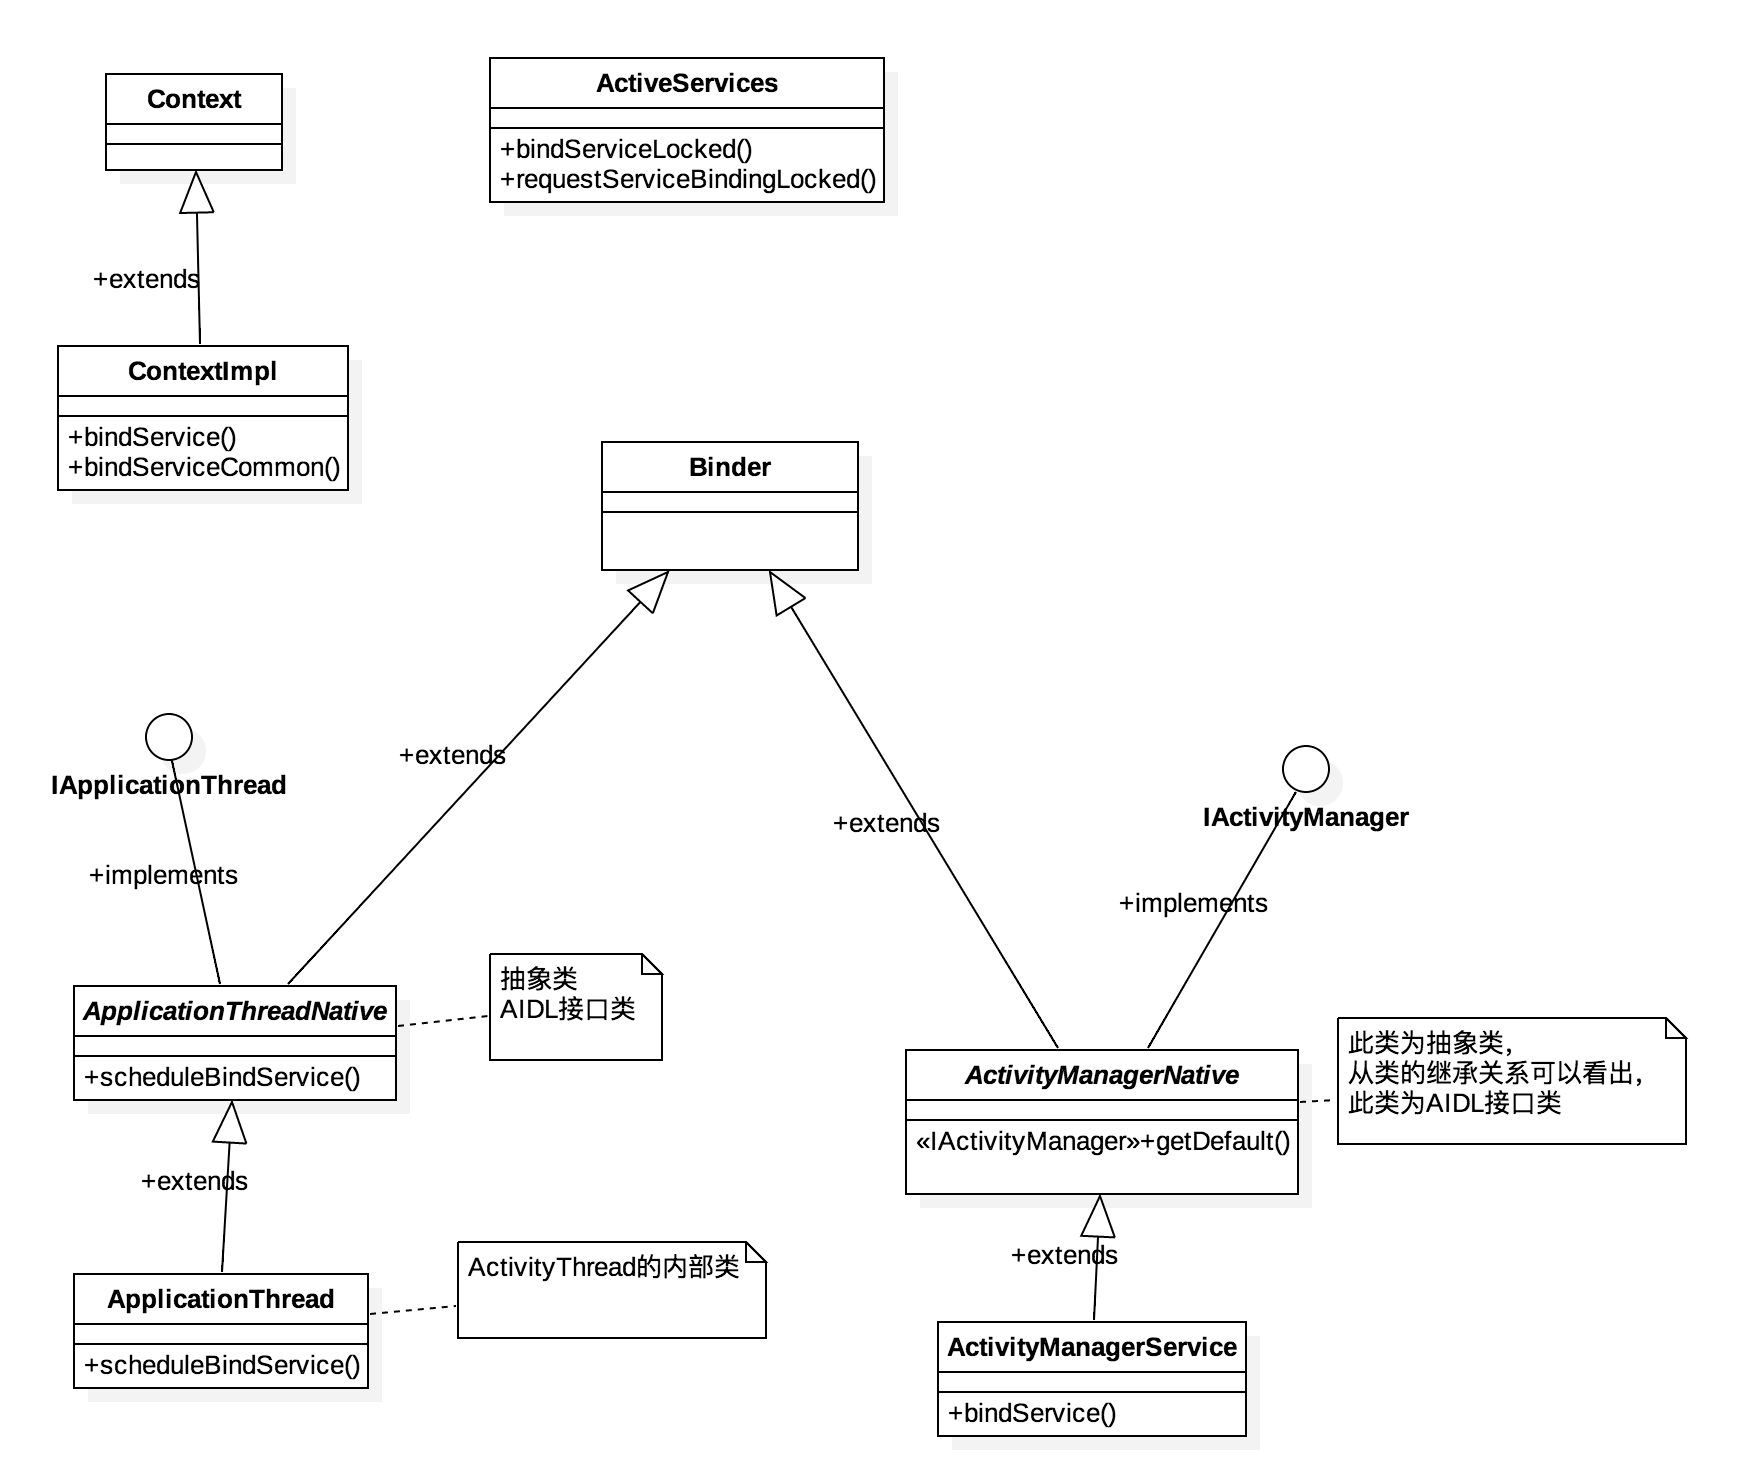 Context
+extends
ContextImpl
+bindService()
+bindServiceCommon()
ActiveServices
+bindServiceLocked()
+requestServiceBindingLocked()
Binder
+extends
+extends
IApplicationThread
+implements
IActivityManager
+implements
ApplicationThreadNative
+scheduleBindService()
抽象类
AIDL接口类
ActivityManagerNative
«IActivityManager»+getDefault()
此类为抽象类，
从类的继承关系可以看出，
此类为AIDL接口类
+extends
ApplicationThread
+scheduleBindService()
ActivityThread的内部类
+extends
ActivityManagerService
+bindService()